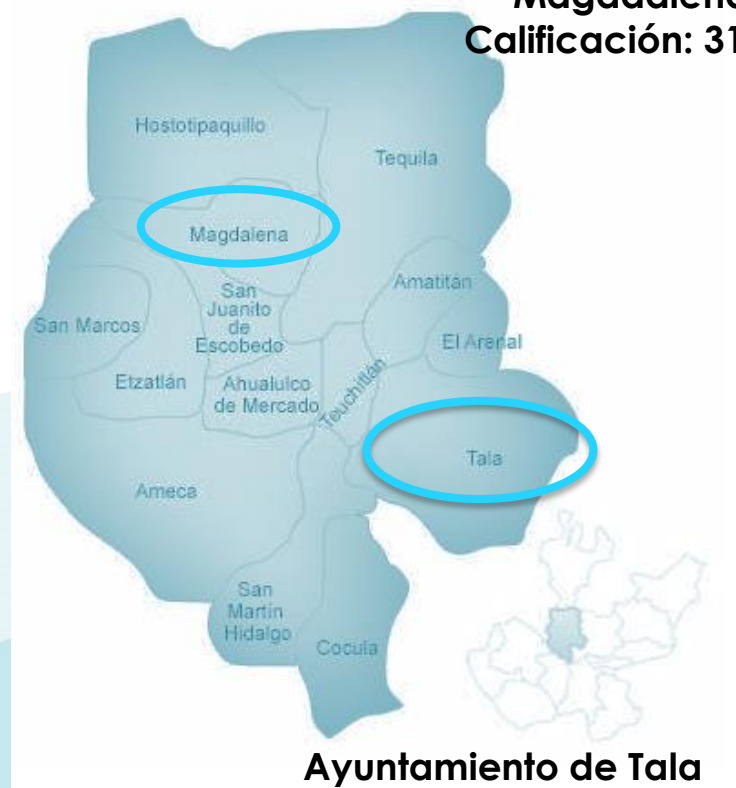 Magdadalena
Calificación: 31
Hostotipaquillo
Tequila
Magdalena
Amatitán
San
Juanito
de
Escobedo
San Marcos
El Arenal
Etzatlán
Ahualulco
de Mercado
Teuchitlán
Tala
Ameca
San
Martín
Hidalgo
Cocula
Ayuntamiento de Tala